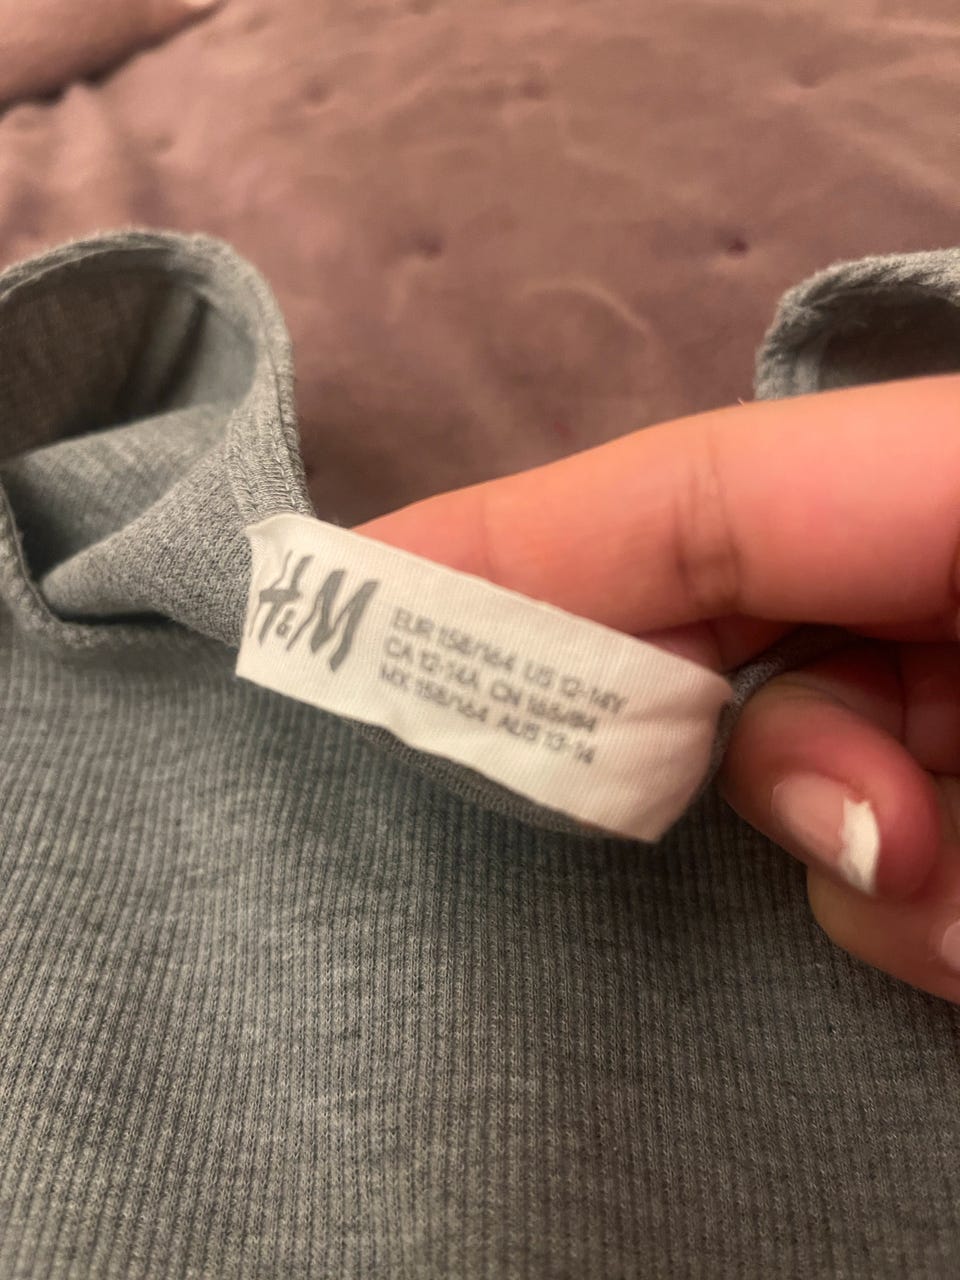 H&M
EUR 158/164 US 12-14Y
CA 12-14A, CN 165/84
MX 158/164 AUS 13-14